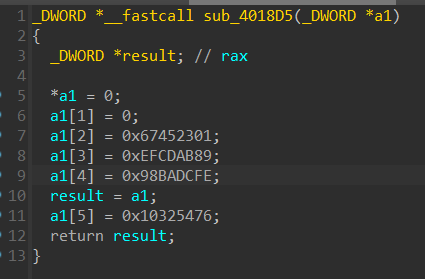 1 _DWORD *__fastcall sub_4018D5(_DWORD *a1)
2 {
3   _DWORD *result; // rax
4
5   *a1 = 0;
6   a1[1] = 0;
7   a1[2] = 0x67452301;
8   a1[3] = 0xEFCDAB89;
9   a1[4] = 0x98BADCFE;
10   result = a1;
11   a1[5] = 0x10325476;
12   return result;
13 }